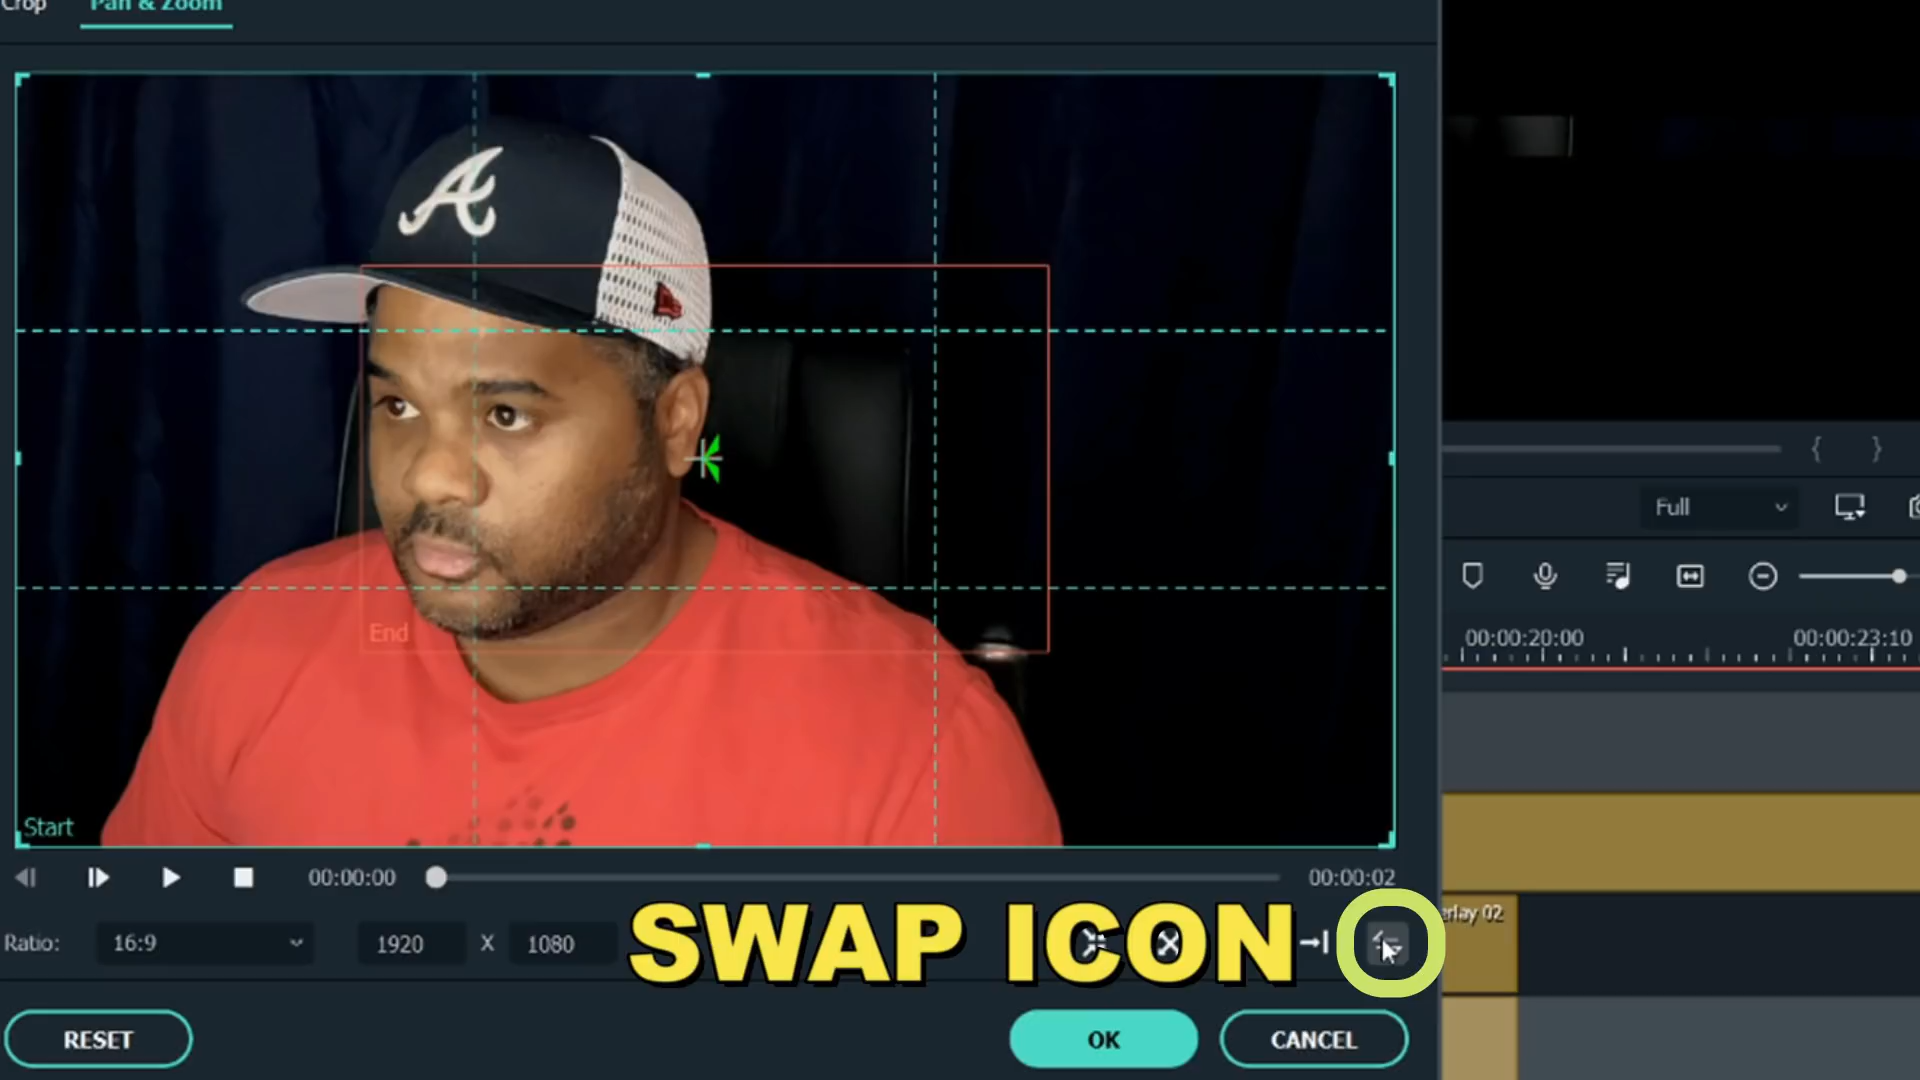 Crop Pan & Zoom
A
End
Start
{ }
Full
00:00:20:00 00:00:23:10
00:00:00 00:00:02
SWAP ICON
Ratio: 16:9 1920 X 1080
erlay 02
RESET OK CANCEL